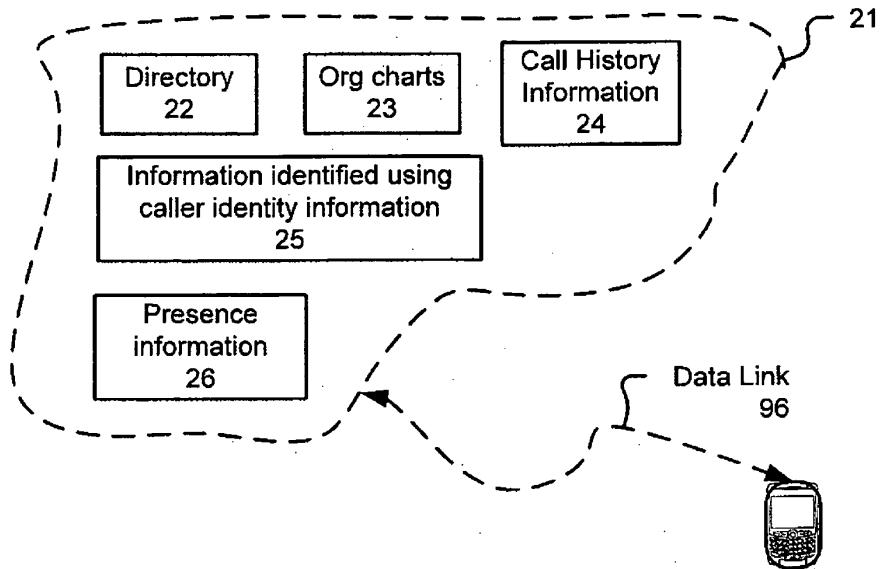 21
Directory
22
Org charts
23
Call History
Information
24
Information identified using
caller identity information
25
Presence
information
26
Data Link
96